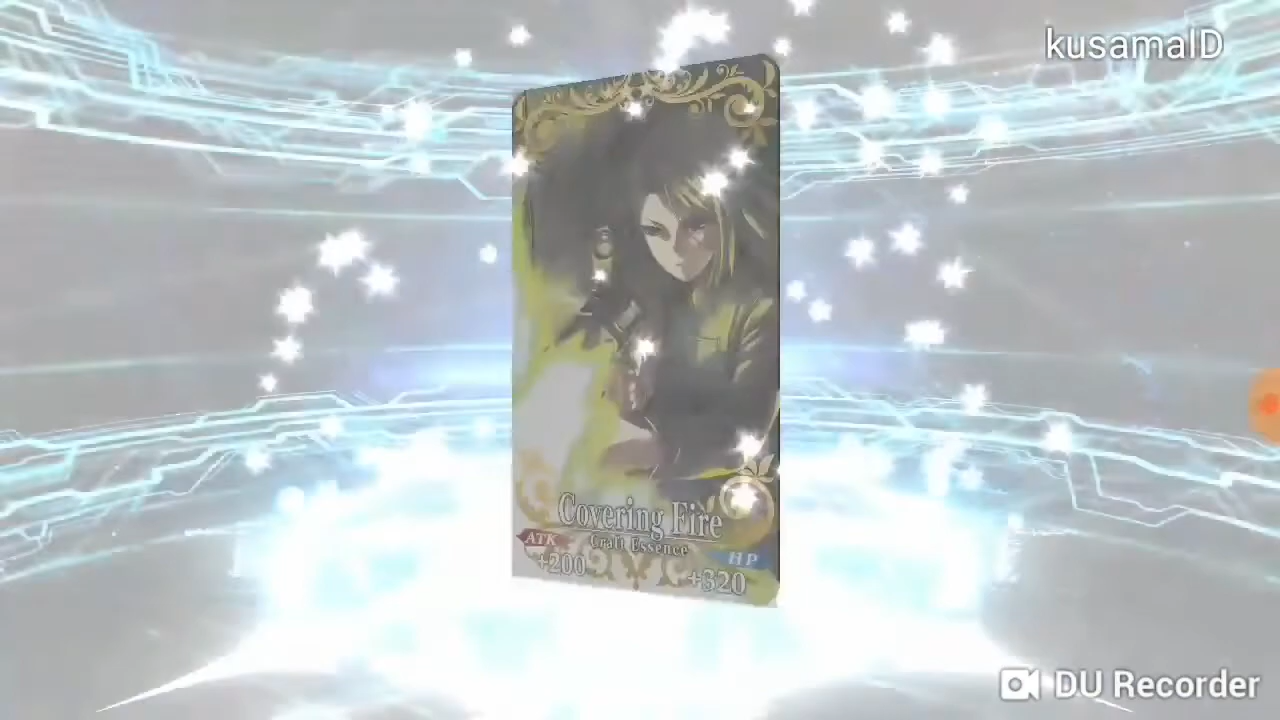 kusamaID
Covering Fire
Craft Essence
ATK
HP
+200
+320
DU Recorder